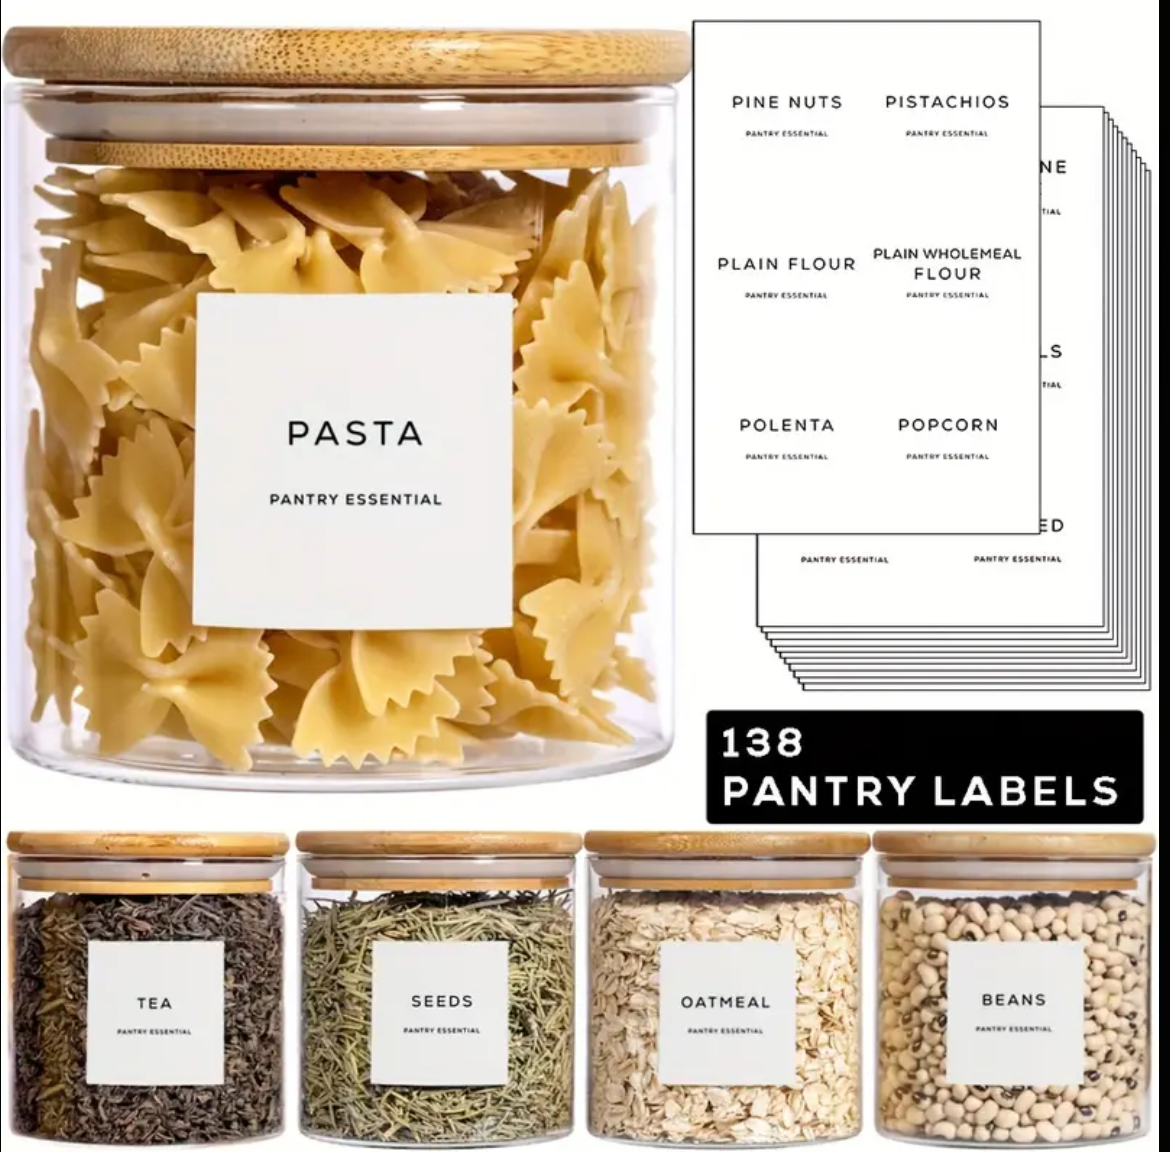 PASTA
PANTRY ESSENTIAL
PINE NUTS
PANTRY ESSENTIAL
PISTACHIOS
PANTRY ESSENTIAL
PLAIN FLOUR
PANTRY ESSENTIAL
PLAIN WHOLEMEAL
FLOUR
PANTRY ESSENTIAL
POLENTA
PANTRY ESSENTIAL
POPCORN
PANTRY ESSENTIAL
PANTRY ESSENTIAL
PANTRY ESSENTIAL
138
PANTRY LABELS
TEA
PANTRY ESSENTIAL
SEEDS
PANTRY ESSENTIAL
OATMEAL
PANTRY ESSENTIAL
BEANS
PANTRY ESSENTIAL